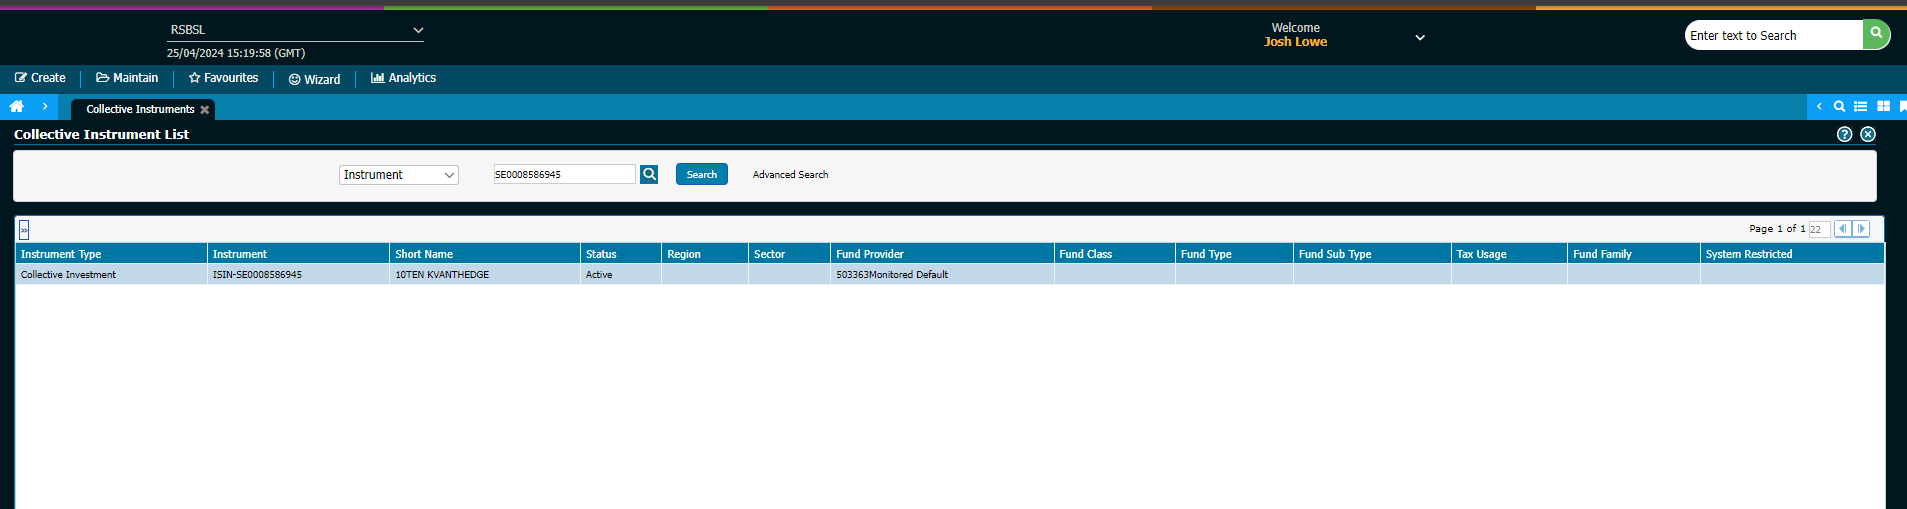 RSBSL
25/04/2024 15:19:58 (GMT)
Welcome
Josh Lowe
Enter text to Search
Create Maintain Favourites Wizard Analytics
Collective Instruments
Collective Instrument List
Instrument SE0008586945 Search Advanced Search
» Page 1 of 1 22
Instrument Type Instrument Short Name Status Region Sector Fund Provider Fund Class Fund Type Fund Sub Type Tax Usage Fund Family System Restricted
Collective Investment ISIN-SE0008586945 10TEN KVANTHEDGE Active 503363Monitored Default